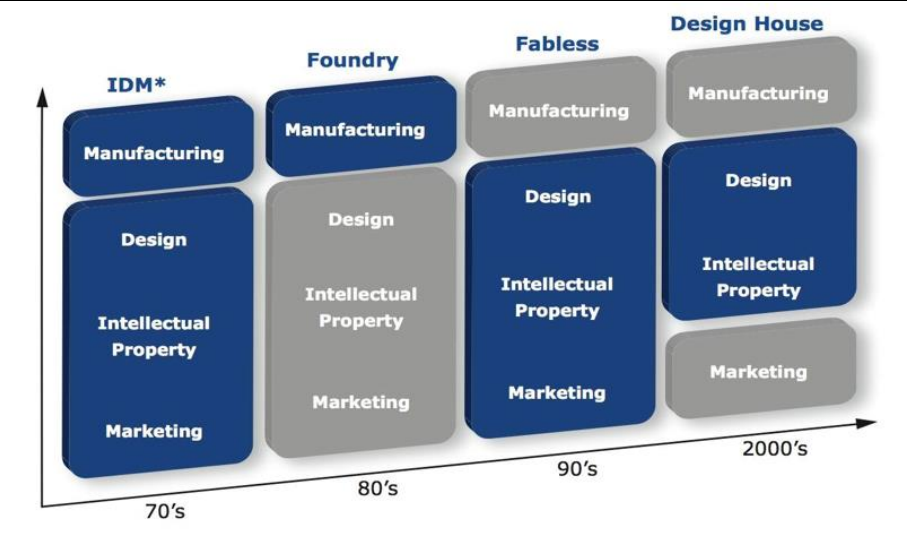 IDM*
Manufacturing
Design
Intellectual
Property
Marketing
70's
Foundry
Manufacturing
Design
Intellectual
Property
Marketing
80's
Fabless
Manufacturing
Design
Intellectual
Property
Marketing
90's
Design House
Manufacturing
Design
Intellectual
Property
Marketing
2000's